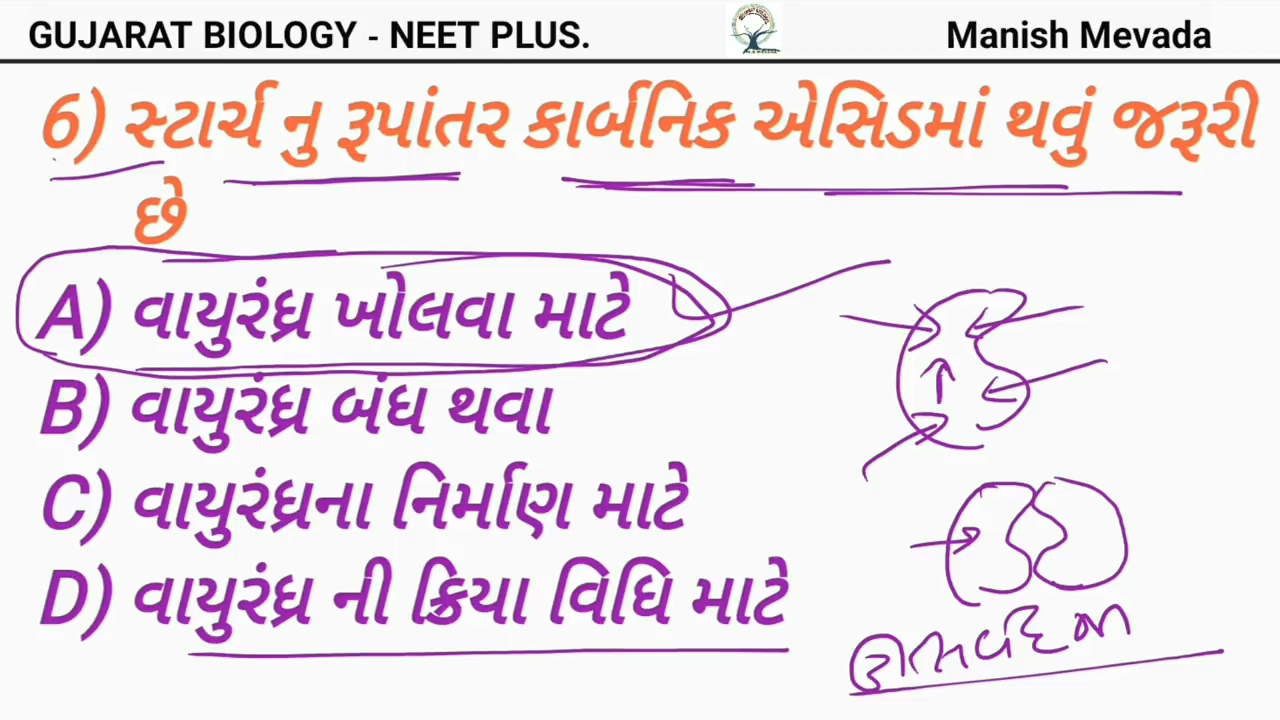 GUJARAT BIOLOGY - NEET PLUS.
Manish Mevada
6) સ્ટાર્ચ નુ રૂપાંતર કાર્બનિક એસિડમાં થવું જરૂરી
છે
A) વાયુરંધ્ર ખોલવા માટે
B) વાયુરંધ્ર બંધ થવા
C) વાયુરંધ્રના નિર્માણ માટે
D) વાયુરંધ્ર ની ક્રિયા વિધિ માટે